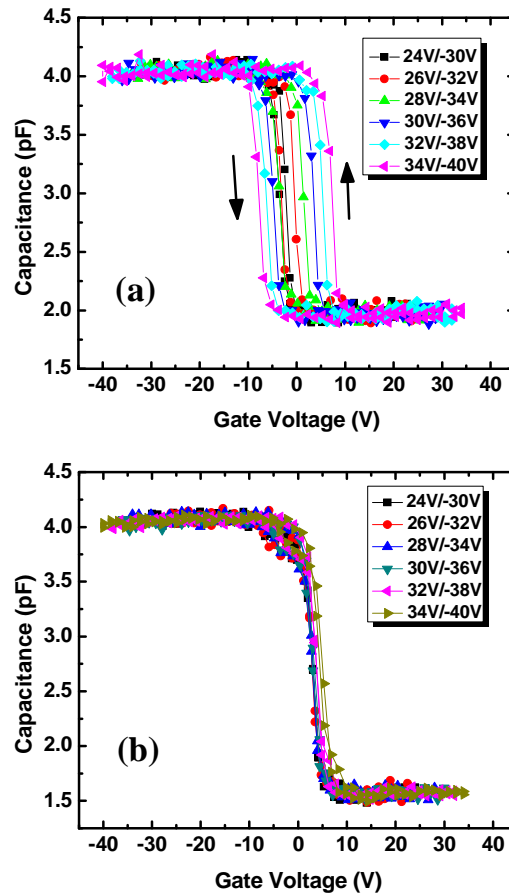 4.5
4.0
3.5
3.0
2.5
2.0
1.5
Capacitance (pF)
24V/-30V
26V/-32V
28V/-34V
30V/-36V
32V/-38V
34V/-40V
(a)
-40 -30 -20 -10 0 10 20 30 40
Gate Voltage (V)
4.5
4.0
3.5
3.0
2.5
2.0
1.5
Capacitance (pF)
24V/-30V
26V/-32V
28V/-34V
30V/-36V
32V/-38V
34V/-40V
(b)
-40 -30 -20 -10 0 10 20 30 40
Gate Voltage (V)